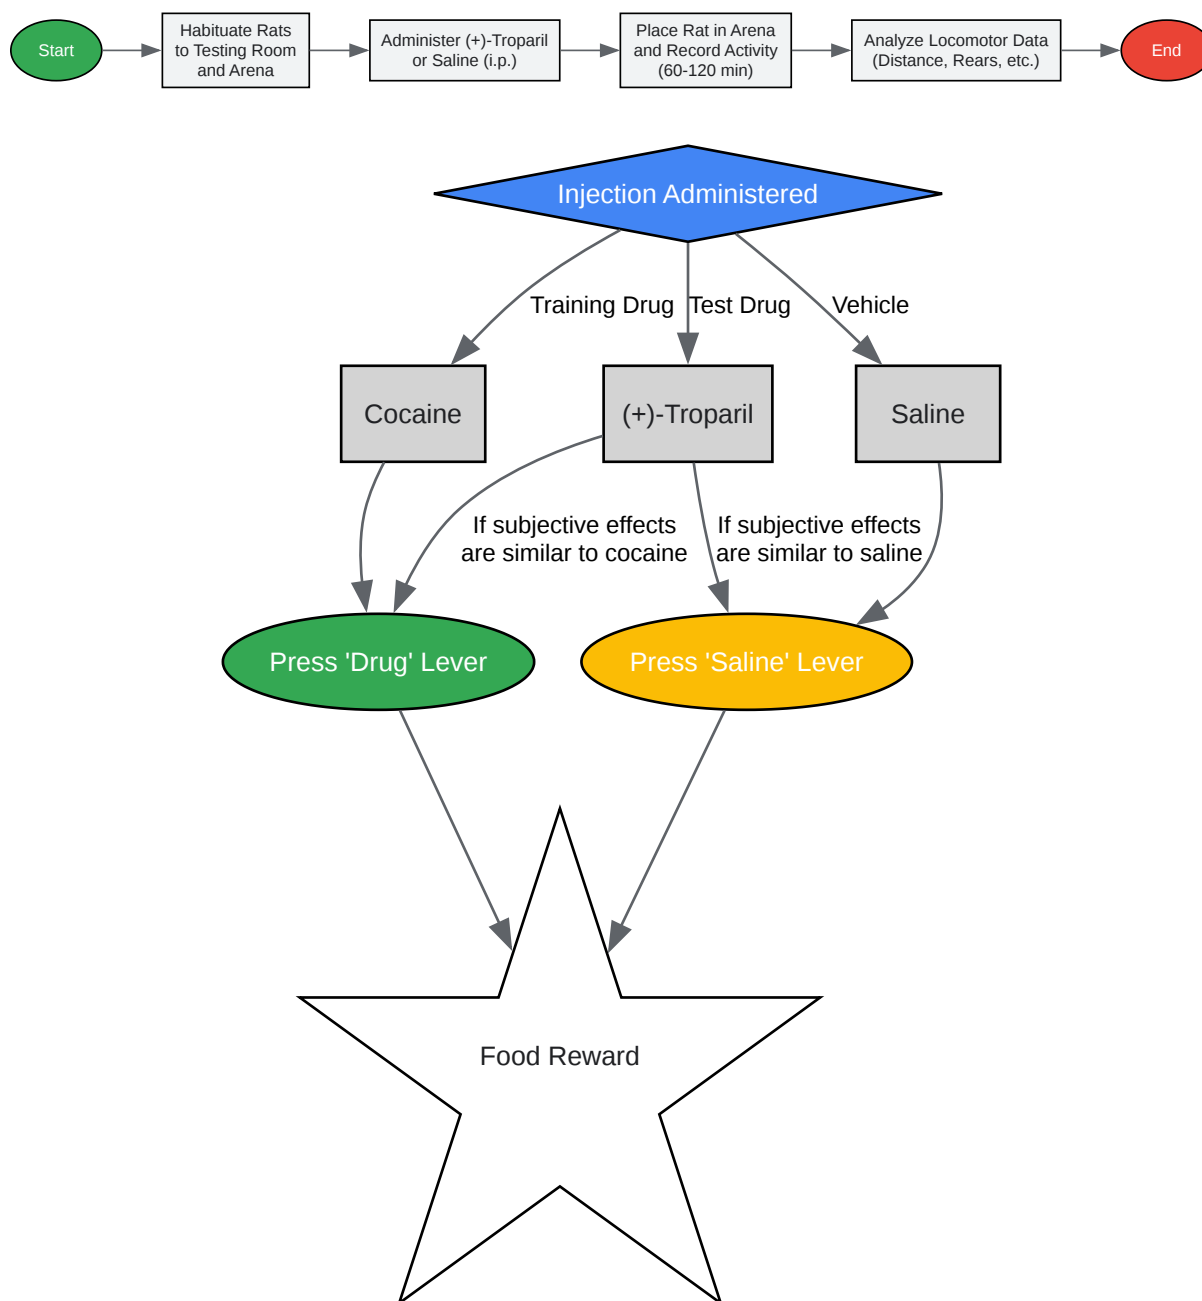 Start
Habituate Rats
to Testing Room
and Arena
Administer (+)-Troparil
or Saline (i.p.)
Place Rat in Arena
and Record Activity
(60-120 min)
Analyze Locomotor Data
(Distance, Rears, etc.)
End
Injection Administered
Training Drug
Test Drug
Vehicle
Cocaine
(+)-Troparil
Saline
If subjective effects
are similar to cocaine
If subjective effects
are similar to saline
Press 'Drug' Lever
Press 'Saline' Lever
Food Reward